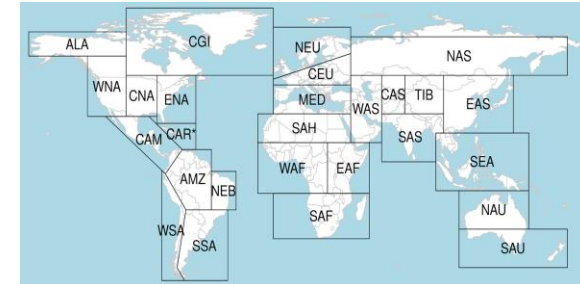 ALA
CGI
NEU
NAS
WNA
CNA
ENA
CEU
MED
WAS
CAS
TIB
EAS
CAM
CAR*
SAH
SAS
AMZ
NEB
WAF
EAF
SEA
WSA
SSA
SAF
NAU
SAU